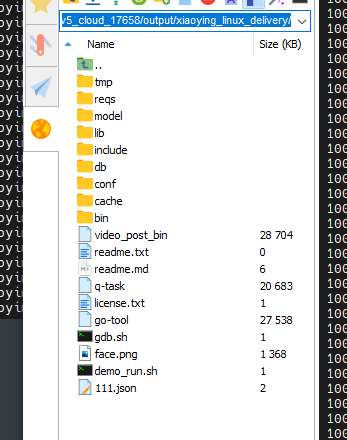 v5_cloud_17658/output/xiaoying_linux_delivery/
Name Size (KB)
..
tmp
reqs
model
lib
include
db
conf
cache
bin
video_post_bin 28 704
readme.txt 0
readme.md 6
q-task 20 683
license.txt 1
go-tool 27 538
gdb.sh 1
face.png 1 368
demo_run.sh 1
111.json 2